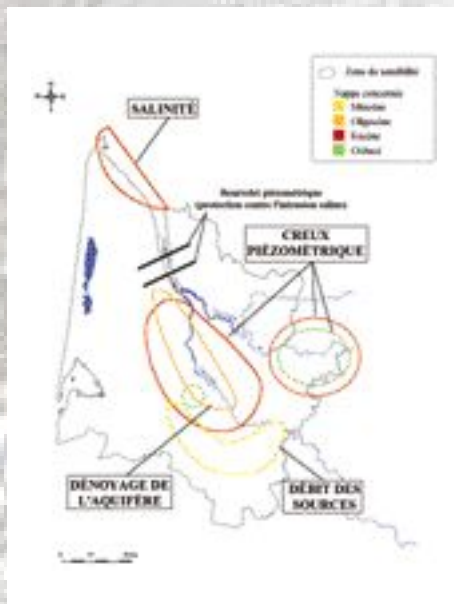 Zone de sensibilité
Nappe concernée
Miocène
Oligocène
Eocène
Crétacé
SALINITÉ
Bourrelet piézométrique
(protection contre l'intrusion saline)
CREUX
PIÉZOMÉTRIQUE
DÉNOYAGE DE
L'AQUIFÈRE
DÉBIT DES
SOURCES